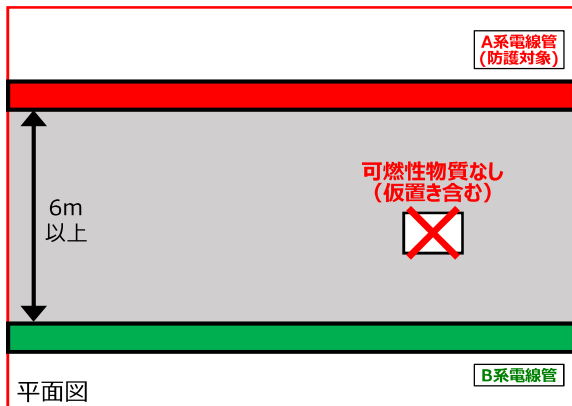 A系電線管
(防護対象)
可燃性物質なし
（仮置き含む）
6m
以上
B系電線管
平面図